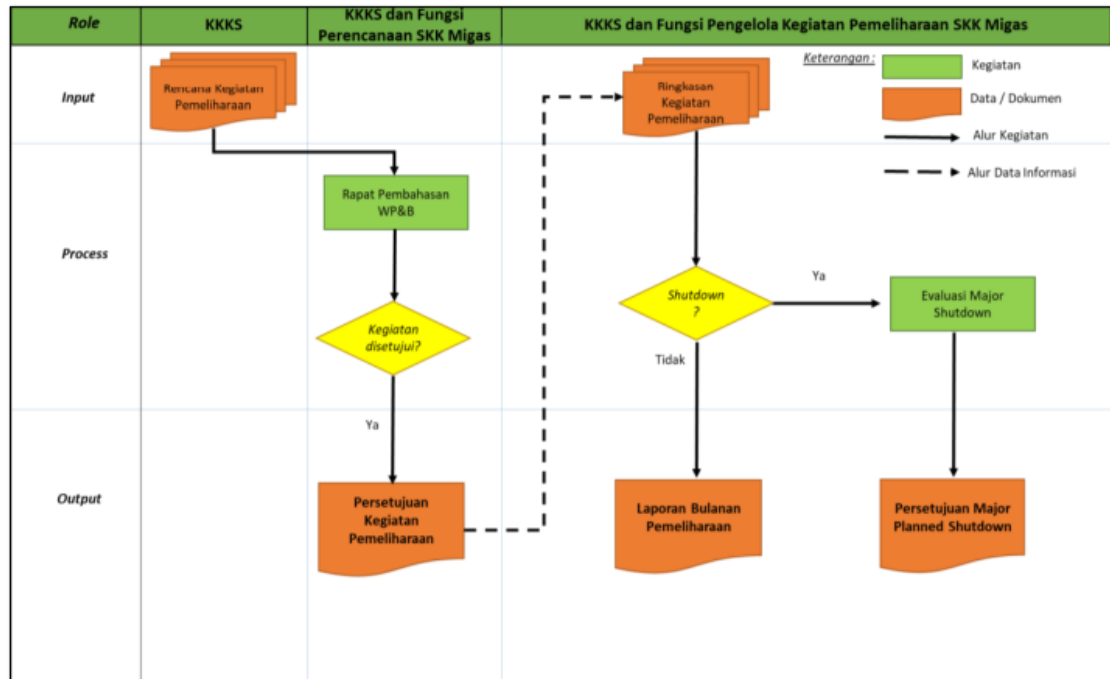 Role
KKKS
KKKS dan Fungsi
Perencanaan SKK Migas
KKKS dan Fungsi Pengelola Kegiatan Pemeliharaan SKK Migas
Input
Rencana Kegiatan
Pemeliharaan
Ringkasan
Kegiatan
Pemeliharaan
Keterangan :
Kegiatan
Data / Dokumen
Alur Kegiatan
Alur Data Informasi
Process
Rapat Pembahasan
WP&B
Kegiatan
disetujui?
Ya
Shutdown
?
Ya
Tidak
Evaluasi Major
Shutdown
Output
Persetujuan
Kegiatan
Pemeliharaan
Laporan Bulanan
Pemeliharaan
Persetujuan Major
Planned Shutdown